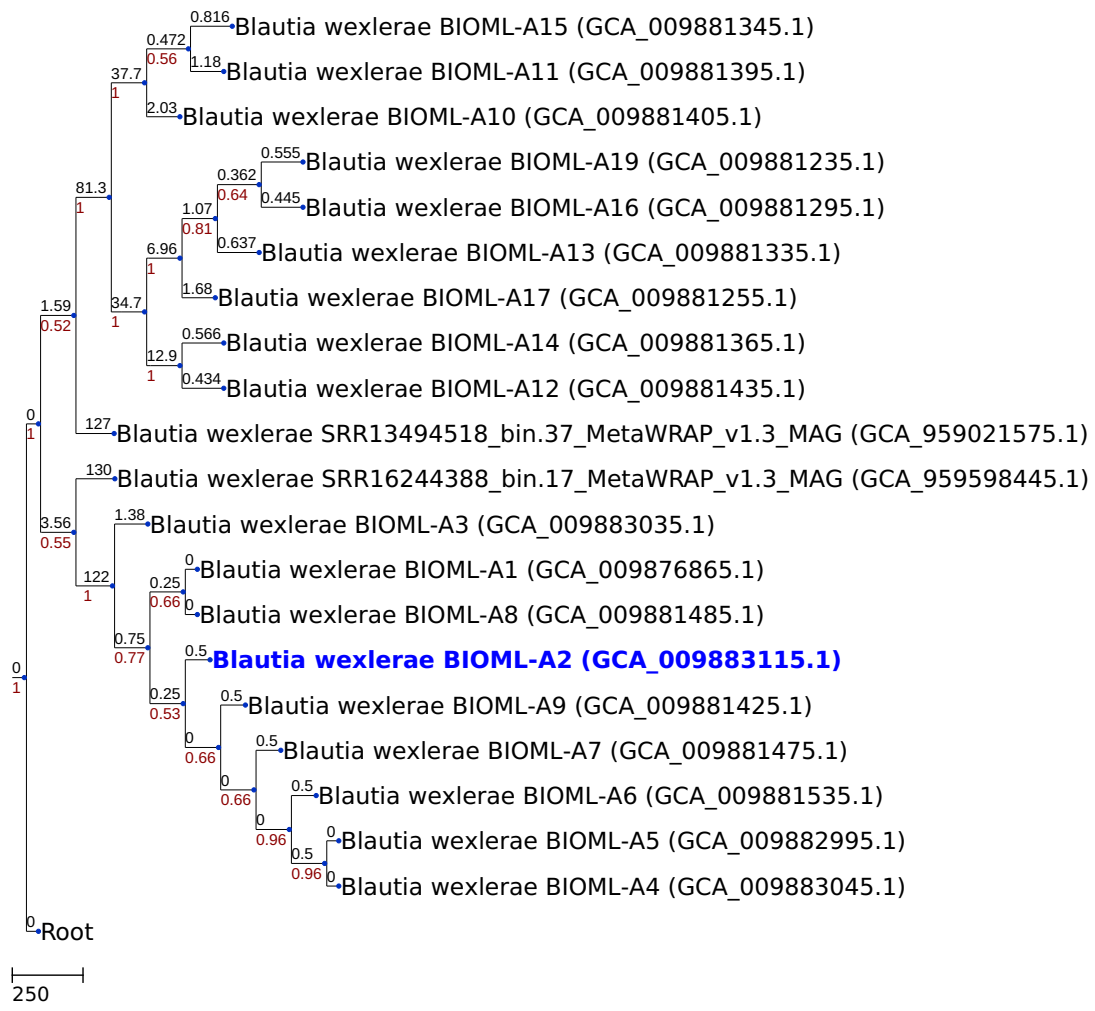 0.816 Blautia wexlerae BIOML-A15 (GCA_009881345.1)
0.472
0.56
1.18 Blautia wexlerae BIOML-A11 (GCA_009881395.1)
37.7
1
2.03 Blautia wexlerae BIOML-A10 (GCA_009881405.1)
0.555 Blautia wexlerae BIOML-A19 (GCA_009881235.1)
0.362
0.64
81.3
1
0.445 Blautia wexlerae BIOML-A16 (GCA_009881295.1)
1.07
0.81
0.637 Blautia wexlerae BIOML-A13 (GCA_009881335.1)
6.96
1
1.68 Blautia wexlerae BIOML-A17 (GCA_009881255.1)
34.7
1
1.59
0.52
0.566 Blautia wexlerae BIOML-A14 (GCA_009881365.1)
12.9
1
0.434 Blautia wexlerae BIOML-A12 (GCA_009881435.1)
0
1
127 Blautia wexlerae SRR13494518_bin.37_MetaWRAP_v1.3_MAG (GCA_959021575.1)
130 Blautia wexlerae SRR16244388_bin.17_MetaWRAP_v1.3_MAG (GCA_959598445.1)
3.56
0.55
1.38 Blautia wexlerae BIOML-A3 (GCA_009883035.1)
122
1
0 Blautia wexlerae BIOML-A1 (GCA_009876865.1)
0.25
0.66
0 Blautia wexlerae BIOML-A8 (GCA_009881485.1)
0.75
0.77
0.5 Blautia wexlerae BIOML-A2 (GCA_009883115.1)
0
1
0.25
0.53
0.5 Blautia wexlerae BIOML-A9 (GCA_009881425.1)
0
0.66
0.5 Blautia wexlerae BIOML-A7 (GCA_009881475.1)
0
0.66
0.5 Blautia wexlerae BIOML-A6 (GCA_009881535.1)
0
0.96
0 Blautia wexlerae BIOML-A5 (GCA_009882995.1)
0.5
0.96
0 Blautia wexlerae BIOML-A4 (GCA_009883045.1)
0 Root
250